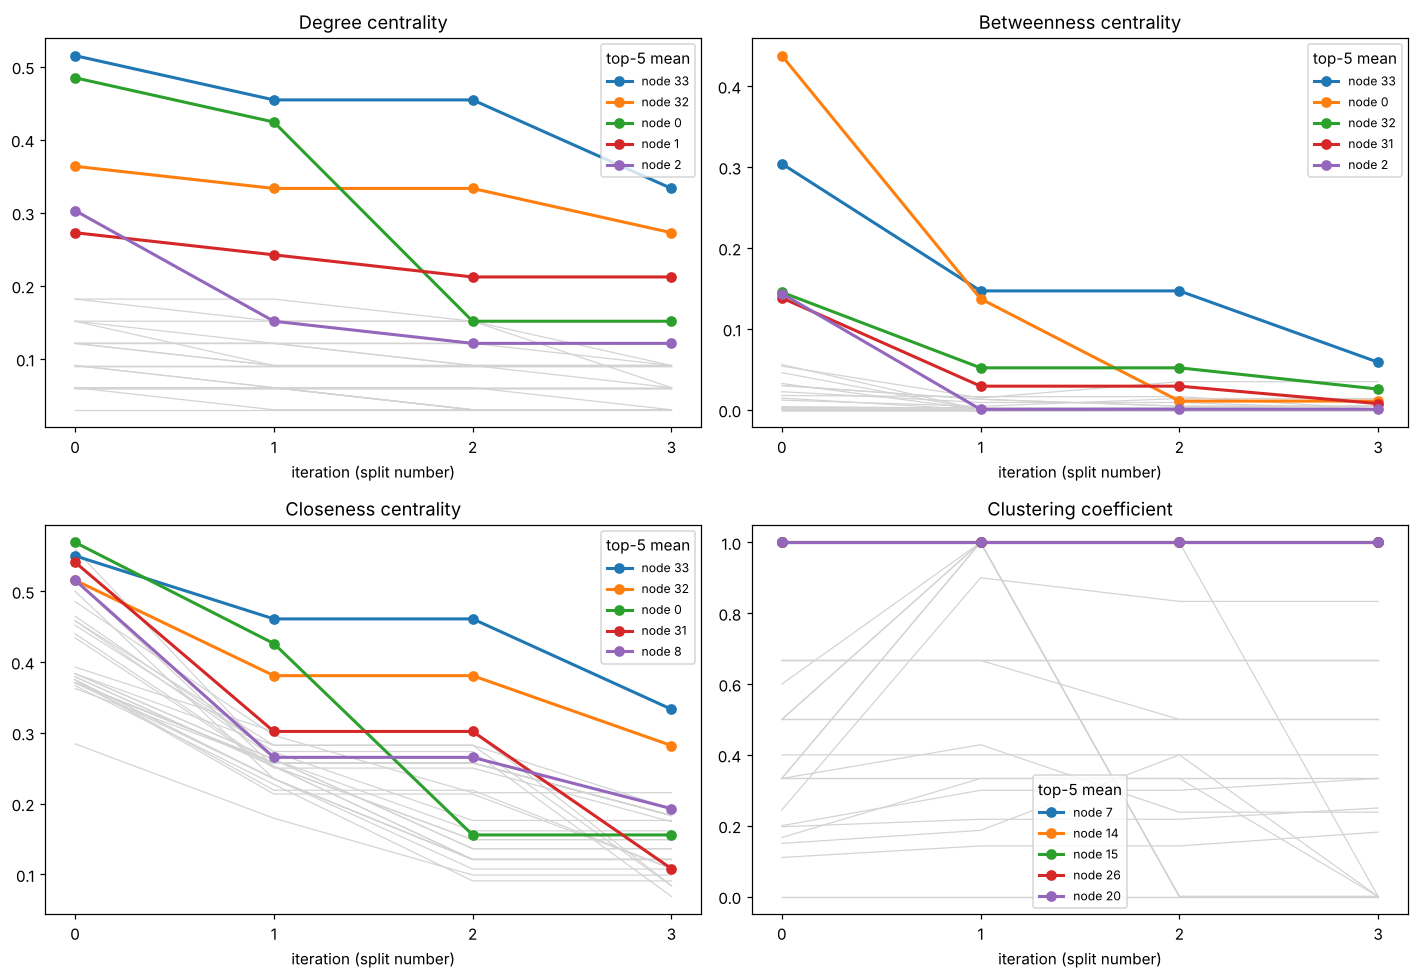 Degree centrality
0.5
0.4
0.3
0.2
0.1
0 1 2 3
iteration (split number)
top-5 mean
node 33
node 32
node 0
node 1
node 2
Betweenness centrality
0.4
0.3
0.2
0.1
0.0
0 1 2 3
iteration (split number)
top-5 mean
node 33
node 0
node 32
node 31
node 2
Closeness centrality
0.5
0.4
0.3
0.2
0.1
0 1 2 3
iteration (split number)
top-5 mean
node 33
node 32
node 0
node 31
node 8
Clustering coefficient
1.0
0.8
0.6
0.4
0.2
0.0
0 1 2 3
iteration (split number)
top-5 mean
node 7
node 14
node 15
node 26
node 20